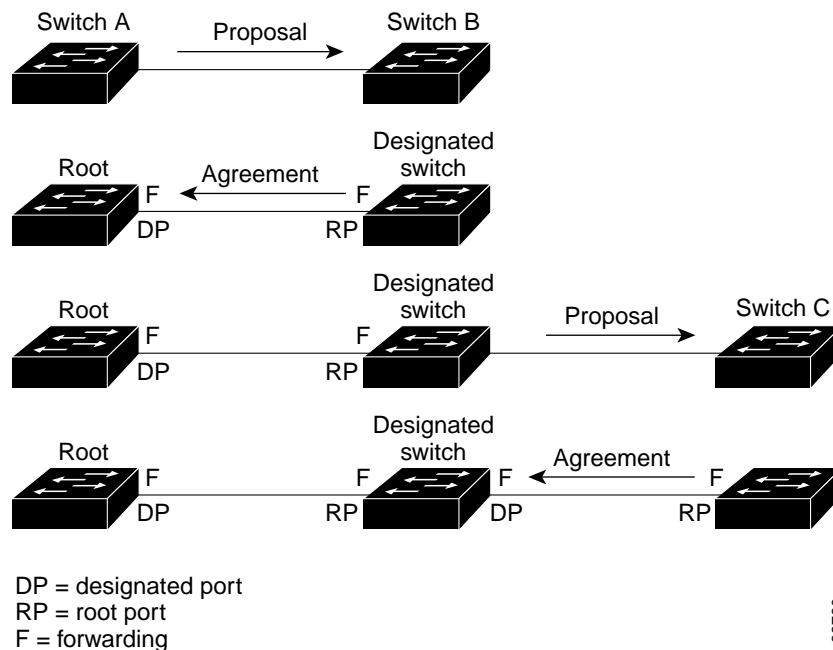 Switch A
Proposal
Switch B
Root
F
Agreement
F
Designated
switch
DP
RP
Root
F
F
Designated
switch
Proposal
Switch C
DP
RP
Root
F
F
Designated
switch
F
Agreement
F
DP
RP
DP
RP
DP = designated port
RP = root port
F = forwarding